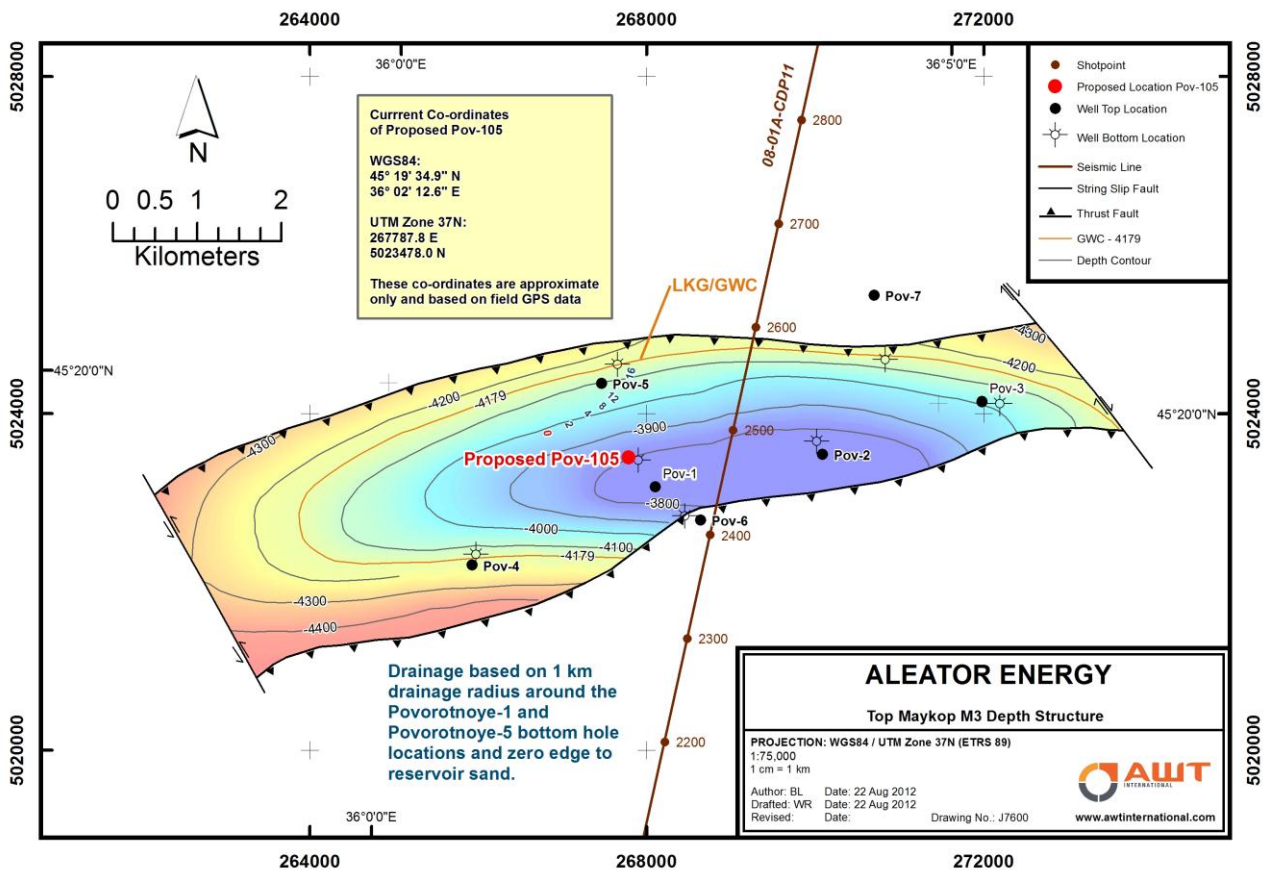 264000
268000
272000
5028000
5028000
36°0'0"E
36°5'0"E
N
0 0.5 1 2
Kilometers
Currrent Co-ordinates
of Proposed Pov-105
WGS84:
45° 19' 34.9" N
36° 02' 12.6" E
UTM Zone 37N:
267787.8 E
5023478.0 N
These co-ordinates are approximate
only and based on field GPS data
08-01A-CDP11
2800
2700
2600
2500
2400
2300
2200
Shotpoint
Proposed Location Pov-105
Well Top Location
Well Bottom Location
Seismic Line
String Slip Fault
Thrust Fault
GWC - 4179
Depth Contour
LKG/GWC
Pov-7
-4300
-4200
45°20'0"N
Pov-5
16
12
8
4
2
0
-4200
-4179
Pov-3
5024000
5024000
45°20'0"N
-3900
-4300
Proposed Pov-105
Pov-2
Pov-1
-3800
Pov-6
-4000
-4100
-4179
Pov-4
-4300
-4400
Drainage based on 1 km
drainage radius around the
Povorotnoye-1 and
Povorotnoye-5 bottom hole
locations and zero edge to
reservoir sand.
5020000
5020000
ALEATOR ENERGY
Top Maykop M3 Depth Structure
PROJECTION: WGS84 / UTM Zone 37N (ETRS 89)
1:75,000
1 cm = 1 km
Author: BL Date: 22 Aug 2012
Drafted: WR Date: 22 Aug 2012
Revised: Date: Drawing No.: J7600
AWT
INTERNATIONAL
www.awtinternational.com
36°0'0"E
264000
268000
272000